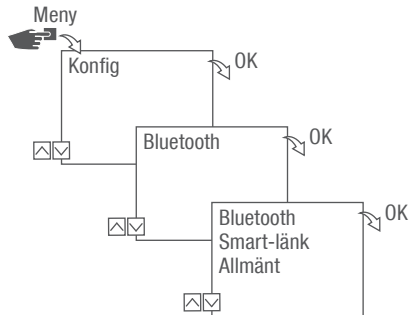 Meny
Konfig
OK
Bluetooth
OK
Bluetooth
Smart-länk
Allmänt
OK